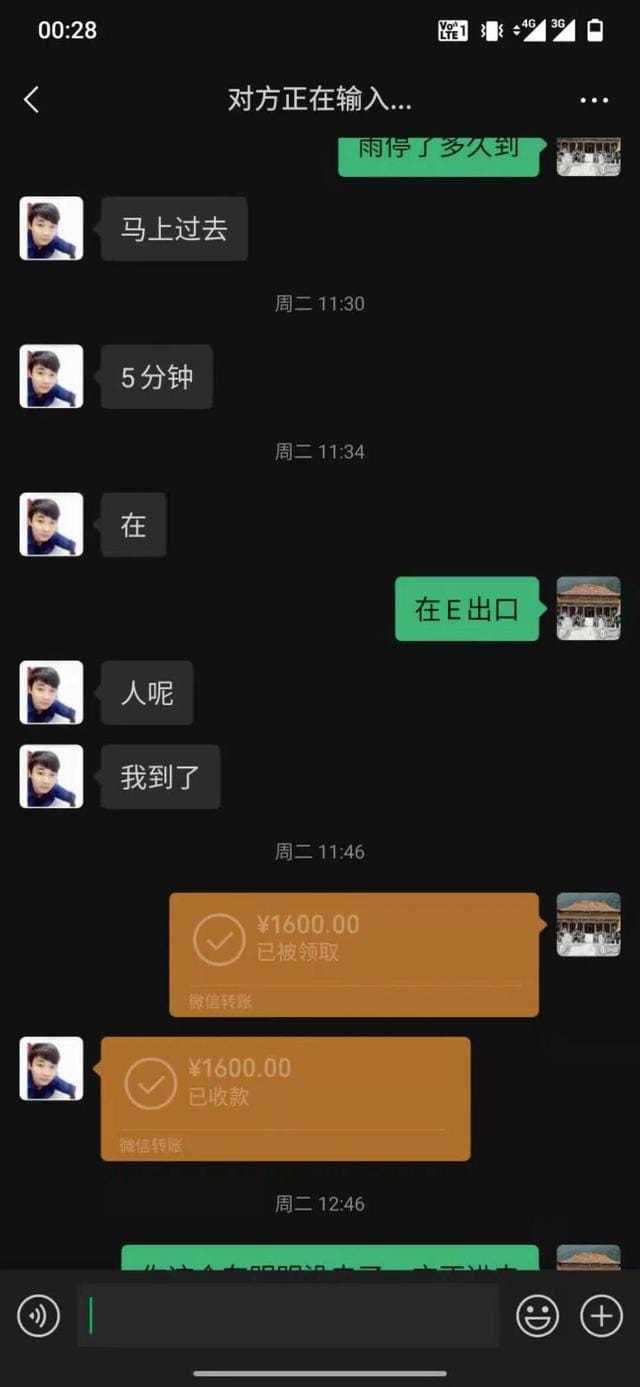 00:28
VoLTE 1
4G
3G
对方正在输入...
雨停了多久到
马上过去
周二 11:30
5分钟
周二 11:34
在
在E出口
人呢
我到了
周二 11:46
¥1600.00
已被领取
微信转账
¥1600.00
已收款
微信转账
周二 12:46